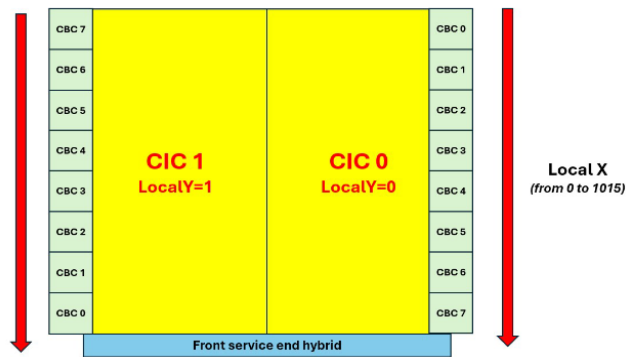 CBC 7
CBC 6
CBC 5
CBC 4
CBC 3
CBC 2
CBC 1
CBC 0
CIC 1
LocalY=1
CIC 0
LocalY=0
CBC 0
CBC 1
CBC 2
CBC 3
CBC 4
CBC 5
CBC 6
CBC 7
Local X
(from 0 to 1015)
Front service end hybrid